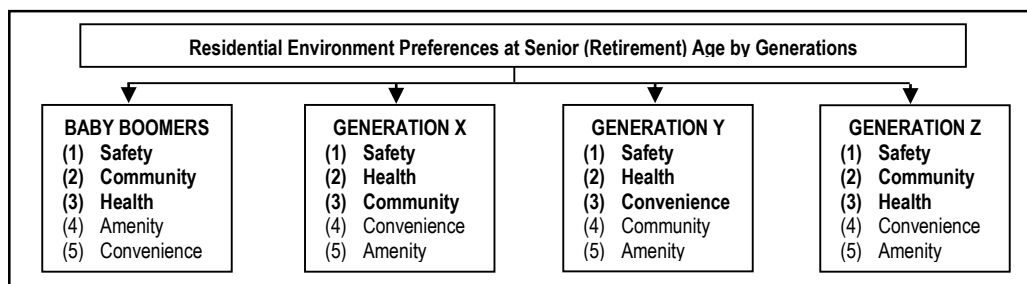 Residential Environment Preferences at Senior (Retirement) Age by Generations
BABY BOOMERS
(1) Safety
(2) Community
(3) Health
(4) Amenity
(5) Convenience
GENERATION X
(1) Safety
(2) Health
(3) Community
(4) Convenience
(5) Amenity
GENERATION Y
(1) Safety
(2) Health
(3) Convenience
(4) Community
(5) Amenity
GENERATION Z
(1) Safety
(2) Community
(3) Health
(4) Convenience
(5) Amenity